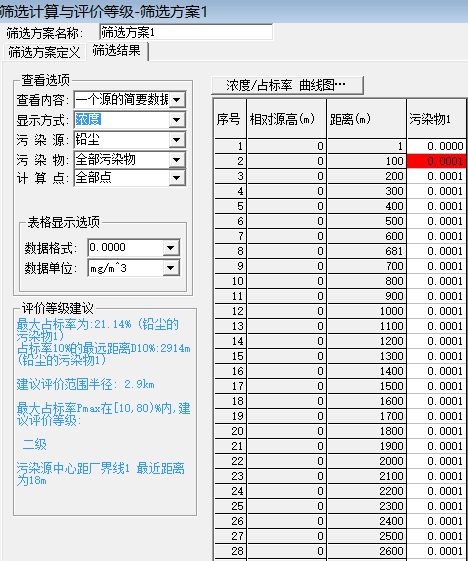 筛选计算与评价等级-筛选方案1
筛选方案名称: 筛选方案1
筛选方案定义 筛选结果
查看选项
查看内容: 一个源的简要数据
显示方式: 浓度
污 染 源: 铅尘
污 染 物: 全部污染物
计 算 点: 全部点
表格显示选项
数据格式: 0.0000
数据单位: mg/m^3
评价等级建议
最大占标率为:21.14% (铅尘的
污染物1)
占标率10%的最远距离D10%:2914m
(铅尘的污染物1)
建议评价范围半径: 2.9km
最大占标率Pmax在[10,80)%内,建
议评价等级:
二级
污染源中心距厂界线1 最近距离
为18m
浓度/占标率 曲线图…
序号 相对源高(m) 距离(m) 污染物1
1 0 1 0.0000
2 0 100 0.0001
3 0 200 0.0001
4 0 300 0.0001
5 0 400 0.0001
6 0 500 0.0001
7 0 600 0.0001
8 0 681 0.0001
9 0 700 0.0001
10 0 800 0.0001
11 0 900 0.0001
12 0 1000 0.0001
13 0 1100 0.0001
14 0 1200 0.0001
15 0 1300 0.0001
16 0 1400 0.0001
17 0 1500 0.0001
18 0 1600 0.0001
19 0 1700 0.0001
20 0 1800 0.0001
21 0 1900 0.0001
22 0 2000 0.0001
23 0 2100 0.0001
24 0 2200 0.0001
25 0 2300 0.0001
26 0 2400 0.0001
27 0 2500 0.0001
28 0 2600 0.0001